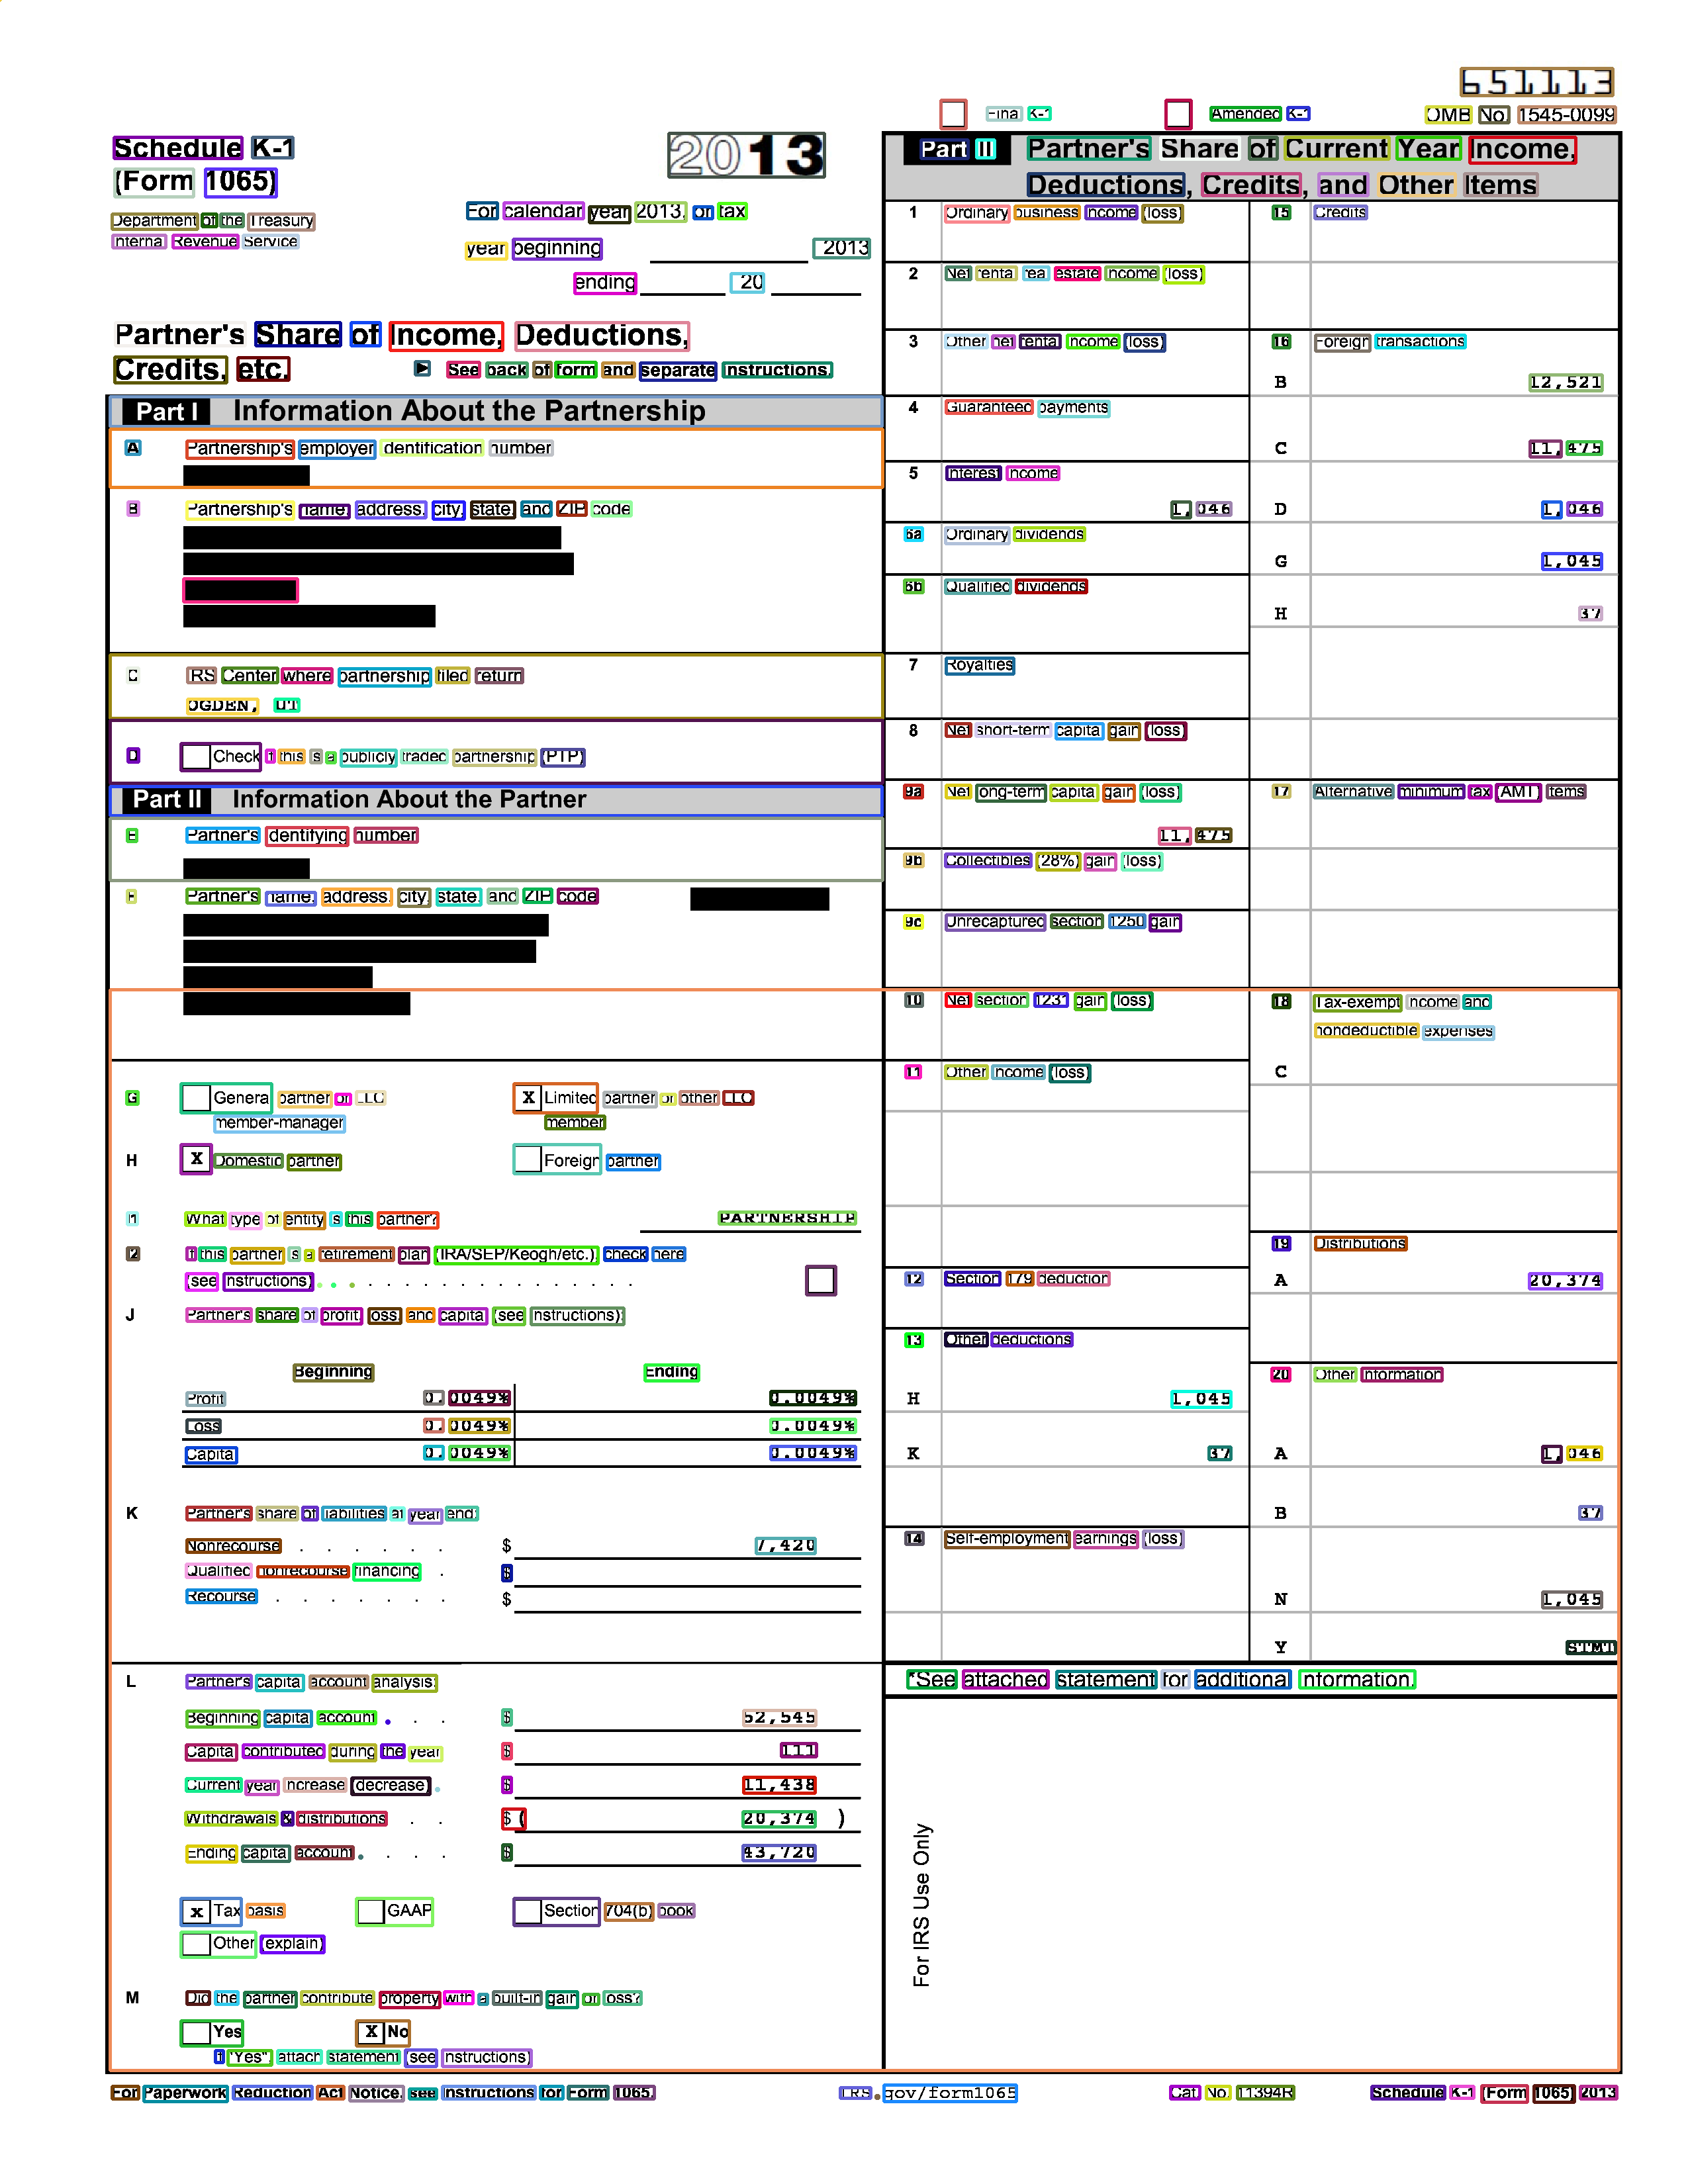 651113
Final K-1 Amended K-1 OMB No. 1545-0099
Schedule K-1
(Form 1065)
2013
Department of the Treasury
Internal Revenue Service
For calendar year 2013, or tax
year beginning 2013
ending 20
Partner's Share of Income, Deductions,
Credits, etc.
► See back of form and separate instructions.
Part I Information About the Partnership
A Partnership's employer identification number
B Partnership's name, address, city, state, and ZIP code
C IRS Center where partnership filed return
OGDEN, UT
D Check if this is a publicly traded partnership (PTP)
Part II Information About the Partner
E Partner's identifying number
F Partner's name, address, city, state, and ZIP code
G General partner or LLC
member-manager
X Limited partner or other LLC
member
H X Domestic partner Foreign partner
I1 What type of entity is this partner? PARTNERSHIP
I2 If this partner is a retirement plan (IRA/SEP/Keogh/etc.), check here
(see instructions) . . . . . . . . . . . . . . . . . . .
J Partner's share of profit, loss, and capital (see instructions):
Beginning Ending
Profit 0.0049% 0.0049%
Loss 0.0049% 0.0049%
Capital 0.0049% 0.0049%
K Partner's share of liabilities at year end:
Nonrecourse . . . . . . $ 7,420
Qualified nonrecourse financing . $
Recourse . . . . . . . $
L Partner's capital account analysis:
Beginning capital account . . . $ 52,545
Capital contributed during the year $ 111
Current year increase (decrease) . $ 11,438
Withdrawals & distributions . . $ ( 20,374 )
Ending capital account . . . . $ 43,720
x Tax basis GAAP Section 704(b) book
Other (explain)
M Did the partner contribute property with a built-in gain or loss?
Yes X No
If "Yes", attach statement (see instructions)
Part II Partner's Share of Current Year Income,
Deductions, Credits, and Other Items
1 Ordinary business income (loss)
2 Net rental real estate income (loss)
3 Other net rental income (loss)
4 Guaranteed payments
5 Interest income
1,046
6a Ordinary dividends
6b Qualified dividends
7 Royalties
8 Net short-term capital gain (loss)
9a Net long-term capital gain (loss)
11,475
9b Collectibles (28%) gain (loss)
9c Unrecaptured section 1250 gain
10 Net section 1231 gain (loss)
11 Other income (loss)
12 Section 179 deduction
13 Other deductions
H 1,045
K 37
14 Self-employment earnings (loss)
15 Credits
16 Foreign transactions
B 12,521
C 11,475
D 1,046
G 1,045
H 37
17 Alternative minimum tax (AMT) items
18 Tax-exempt income and
nondeductible expenses
C
19 Distributions
A 20,374
20 Other information
A 1,046
B 37
N 1,045
Y STMT
*See attached statement for additional information.
For IRS Use Only
For Paperwork Reduction Act Notice, see Instructions for Form 1065. IRS.gov/form1065 Cat. No. 11394R Schedule K-1 (Form 1065) 2013